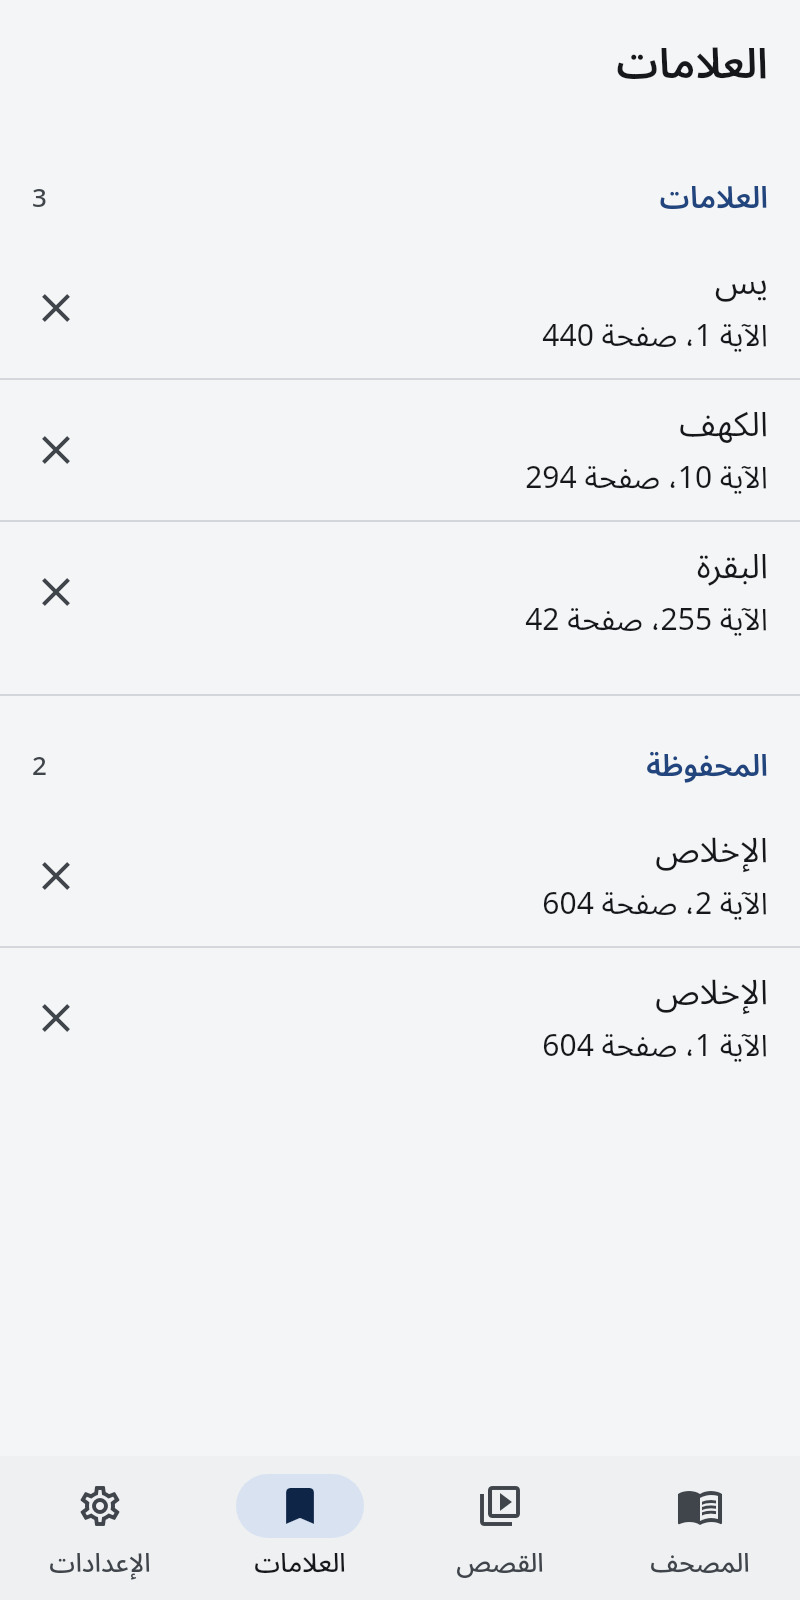 العلامات
العلامات
3
يس
الآية 1، صفحة 440
الكهف
الآية 10، صفحة 294
البقرة
الآية 255، صفحة 42
المحفوظة
2
الإخلاص
الآية 2، صفحة 604
الإخلاص
الآية 1، صفحة 604
المصحف
القصص
العلامات
الإعدادات